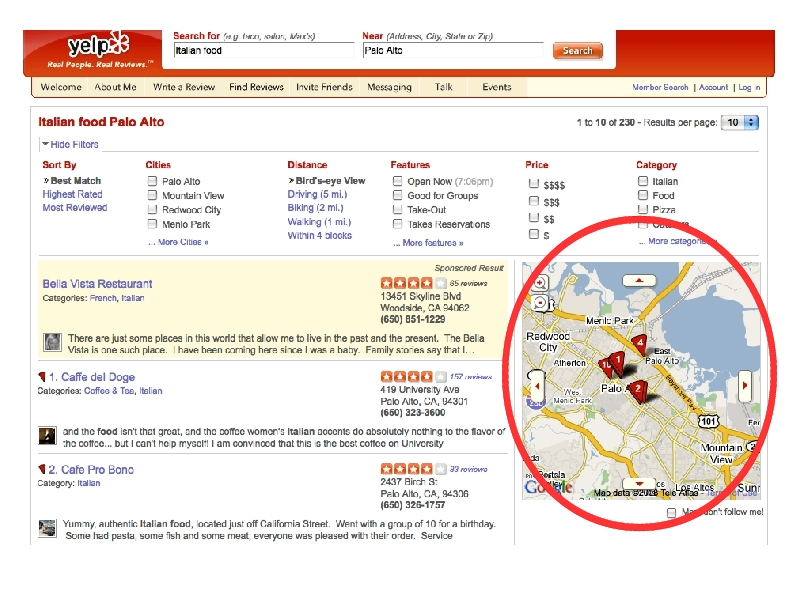 yelp
Real People. Real Reviews.™
Search for (e.g. taco, salon, Max's)
Italian food
Near (Address, City, State or Zip)
Palo Alto
Search
Welcome About Me Write a Review Find Reviews Invite Friends Messaging Talk Events Member Search | Account | Log In
Italian food Palo Alto
1 to 10 of 230 - Results per page: 10
Hide Filters
Sort By
» Best Match
Highest Rated
Most Reviewed
Cities
Palo Alto
Mountain View
Redwood City
Menlo Park
... More Cities »
Distance
> Bird's-eye View
Driving (5 mi.)
Biking (2 mi.)
Walking (1 mi.)
Within 4 blocks
Features
Open Now (7:06pm)
Good for Groups
Take-Out
Takes Reservations
... More features »
Price
$$$$
$$$
$$
$
Category
Italian
Food
Pizza
... More categories
Sponsored Result
Bella Vista Restaurant
Categories: French, Italian
85 reviews
13451 Skyline Blvd
Woodside, CA 94062
(650) 851-1229
There are just some places in this world that allow me to live in the past and the present. The Bella
Vista is one such place. I have been coming here since I was a baby. Family stories say that I...
1. Caffe del Doge
Categories: Coffee & Tea, Italian
157 reviews
419 University Ave
Palo Alto, CA, 94301
(660) 323-3600
and the food isn't that great, and the coffee women's Italian accents do absolutely nothing to the flavor of
the coffee... but I can't help myself! I am convinced that this is the best coffee on University
2. Cafe Pro Bono
Category: Italian
93 reviews
2437 Birch St
Palo Alto, CA, 94306
(650) 326-1757
Yummy, authentic Italian food, located just off California Street. Went with a group of 10 for a birthday.
Some had pasta, some fish and some meat, everyone was pleased with their order. Service
Menlo Park
Redwood
City
Atherton
4
East
Palo Alto
1
Palo
2
West
Menlo Park
Bayshore Fwy
101
Mountain
View
Portala
Valley
Los Altos
Google
Map data ©2008 Tele Atlas - Terms of Use
don't follow me!